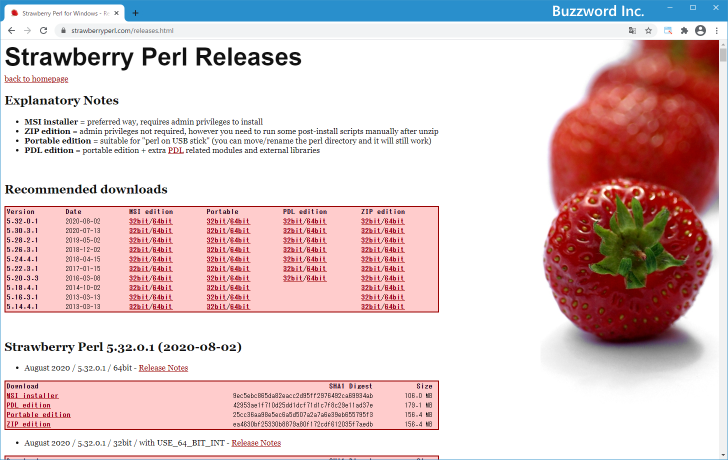 Strawberry Perl for Windows - Re
Buzzword Inc.
strawberryperl.com/releases.html
Strawberry Perl Releases
back to homepage
Explanatory Notes
• MSI installer = preferred way, requires admin privileges to install
• ZIP edition = admin privileges not required, however you need to run some post-install scripts manually after unzip
• Portable edition = suitable for "perl on USB stick" (you can move/rename the perl directory and it will still work)
• PDL edition = portable edition + extra PDL related modules and external libraries
Recommended downloads
Version Date MSI edition Portable PDL edition ZIP edition
5.32.0.1 2020-08-02 32bit/64bit 32bit/64bit 32bit/64bit 32bit/64bit
5.30.3.1 2020-07-13 32bit/64bit 32bit/64bit 32bit/64bit 32bit/64bit
5.28.2.1 2019-05-02 32bit/64bit 32bit/64bit 32bit/64bit 32bit/64bit
5.26.3.1 2018-12-02 32bit/64bit 32bit/64bit 32bit/64bit 32bit/64bit
5.24.4.1 2018-04-15 32bit/64bit 32bit/64bit 32bit/64bit 32bit/64bit
5.22.3.1 2017-01-15 32bit/64bit 32bit/64bit 32bit/64bit 32bit/64bit
5.20.3.3 2016-03-08 32bit/64bit 32bit/64bit 32bit/64bit 32bit/64bit
5.18.4.1 2014-10-02 32bit/64bit 32bit/64bit 32bit/64bit
5.16.3.1 2013-03-13 32bit/64bit 32bit/64bit 32bit/64bit
5.14.4.1 2013-03-13 32bit/64bit 32bit/64bit 32bit/64bit
Strawberry Perl 5.32.0.1 (2020-08-02)
• August 2020 / 5.32.0.1 / 64bit - Release Notes
Download SHA1 Digest Size
MSI installer 106.0 MB
PDL edition 179.1 MB
Portable edition 156.4 MB
ZIP edition 156.4 MB
• August 2020 / 5.32.0.1 / 32bit / with USE_64_BIT_INT - Release Notes